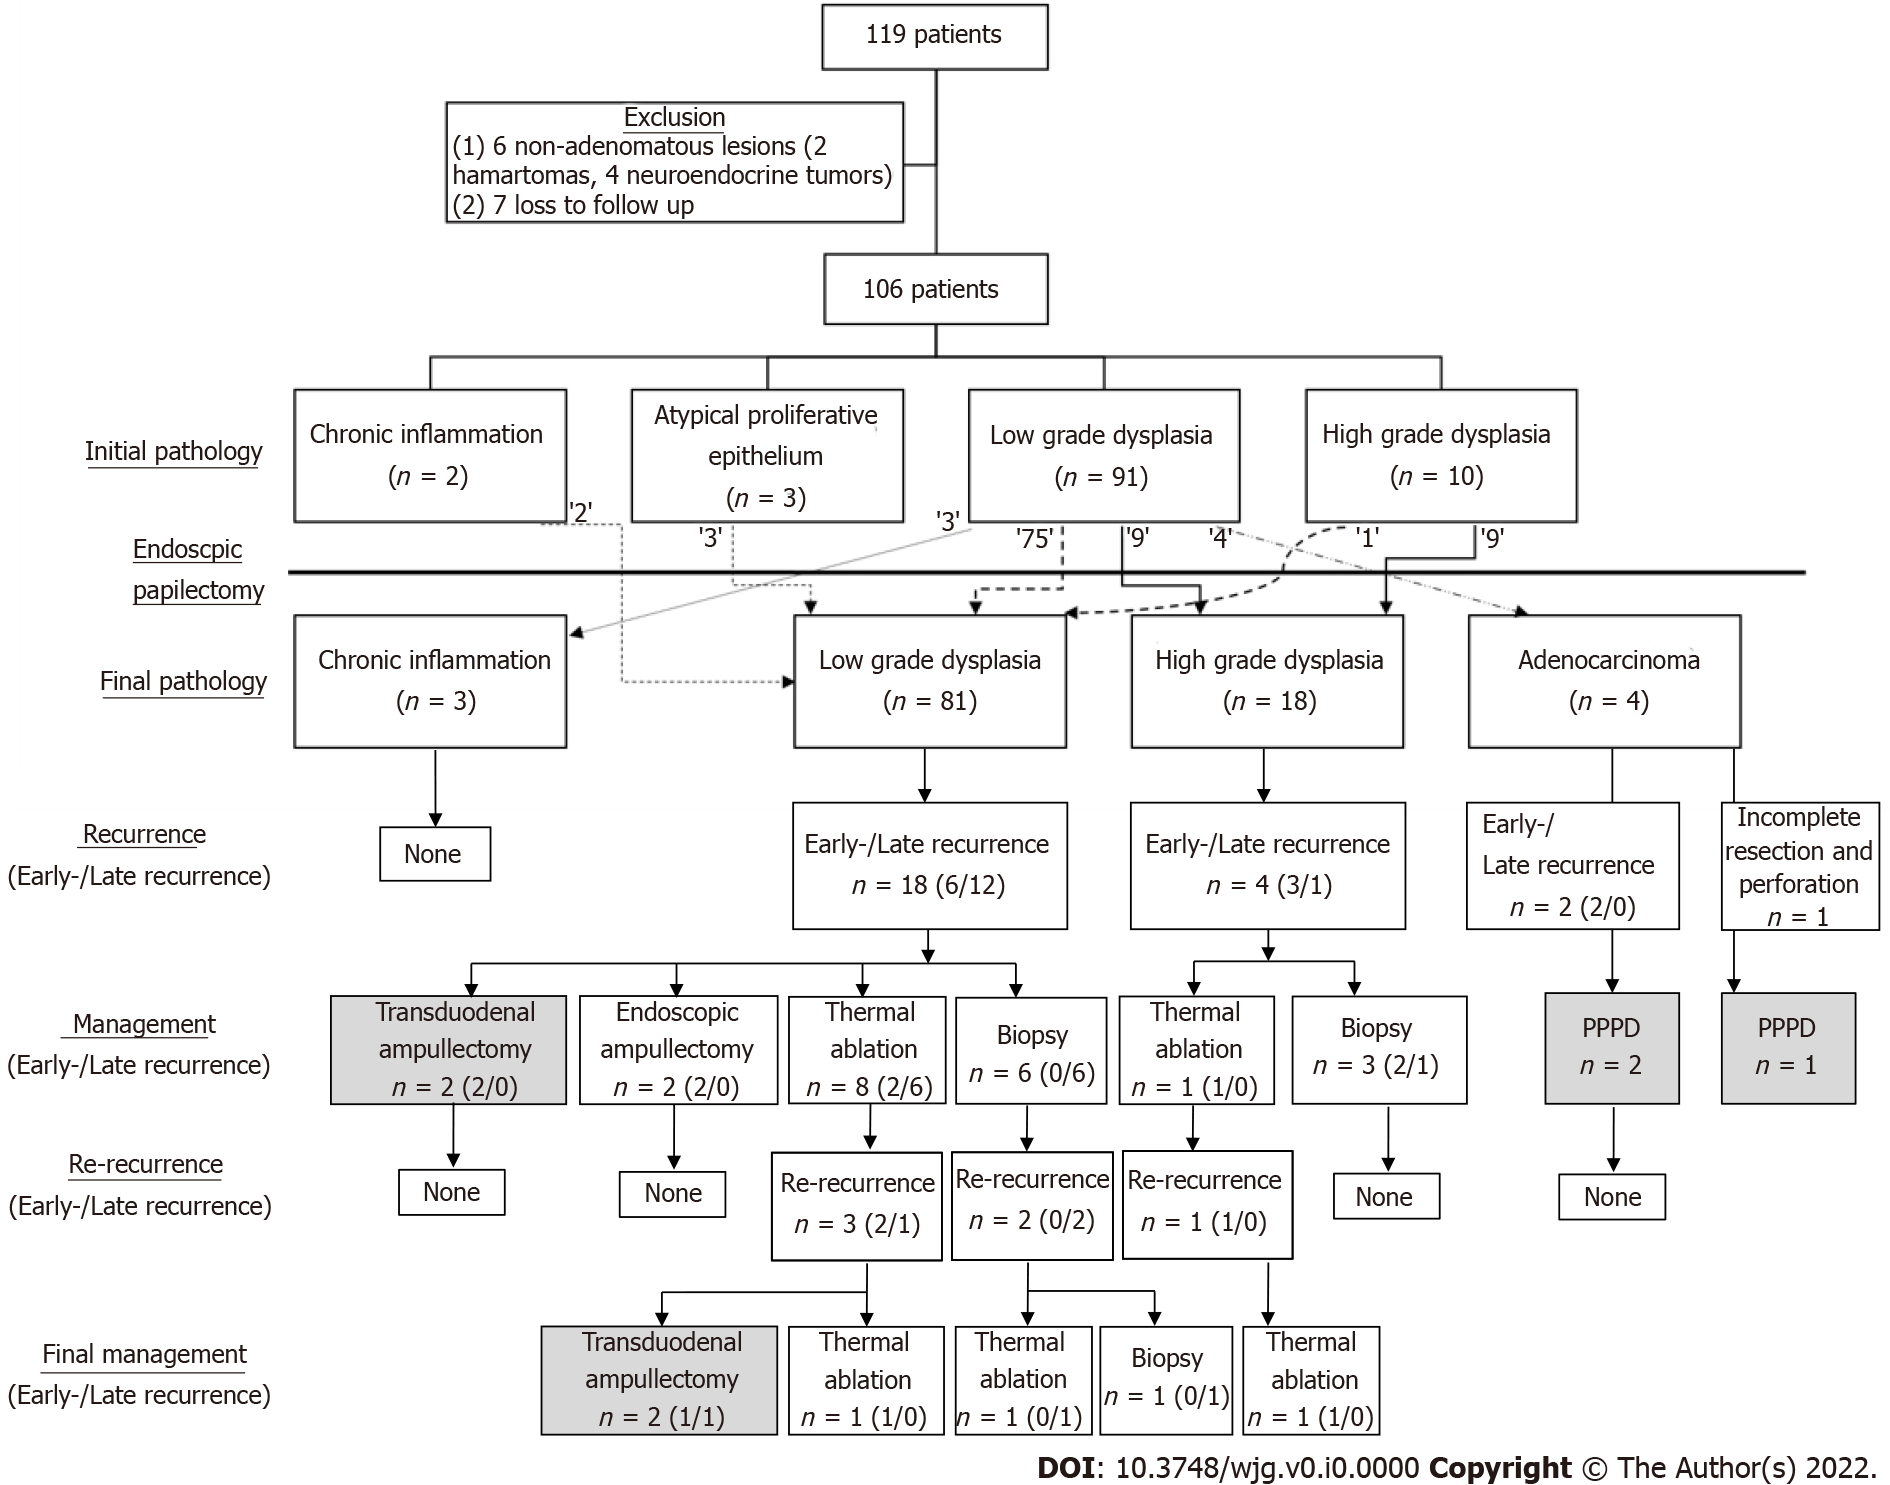 119 patients
Exclusion
(1) 6 non-adenomatous lesions (2
hamartomas, 4 neuroendocrine tumors)
(2) 7 loss to follow up
106 patients
Initial pathology
Chronic inflammation
(n = 2)
Atypical proliferative
epithelium
(n = 3)
Low grade dysplasia
(n = 91)
High grade dysplasia
(n = 10)
'2'
'3'
'3'
'75'
'9'
'4'
'1'
'9'
Endoscpic
papilectomy
Final pathology
Chronic inflammation
(n = 3)
Low grade dysplasia
(n = 81)
High grade dysplasia
(n = 18)
Adenocarcinoma
(n = 4)
Recurrence
(Early-/Late recurrence)
None
Early-/Late recurrence
n = 18 (6/12)
Early-/Late recurrence
n = 4 (3/1)
Early-/
Late recurrence
n = 2 (2/0)
Incomplete
resection and
perforation
n = 1
Management
(Early-/Late recurrence)
Transduodenal
ampullectomy
n = 2 (2/0)
Endoscopic
ampullectomy
n = 2 (2/0)
Thermal
ablation
n = 8 (2/6)
Biopsy
n = 6 (0/6)
Thermal
ablation
n = 1 (1/0)
Biopsy
n = 3 (2/1)
PPPD
n = 2
PPPD
n = 1
Re-recurrence
(Early-/Late recurrence)
None
None
Re-recurrence
n = 3 (2/1)
Re-recurrence
n = 2 (0/2)
Re-recurrence
n = 1 (1/0)
None
None
Final management
(Early-/Late recurrence)
Transduodenal
ampullectomy
n = 2 (1/1)
Thermal
ablation
n = 1 (1/0)
Thermal
ablation
n = 1 (0/1)
Biopsy
n = 1 (0/1)
Thermal
ablation
n = 1 (1/0)
DOI: 10.3748/wjg.v0.i0.0000 Copyright © The Author(s) 2022.